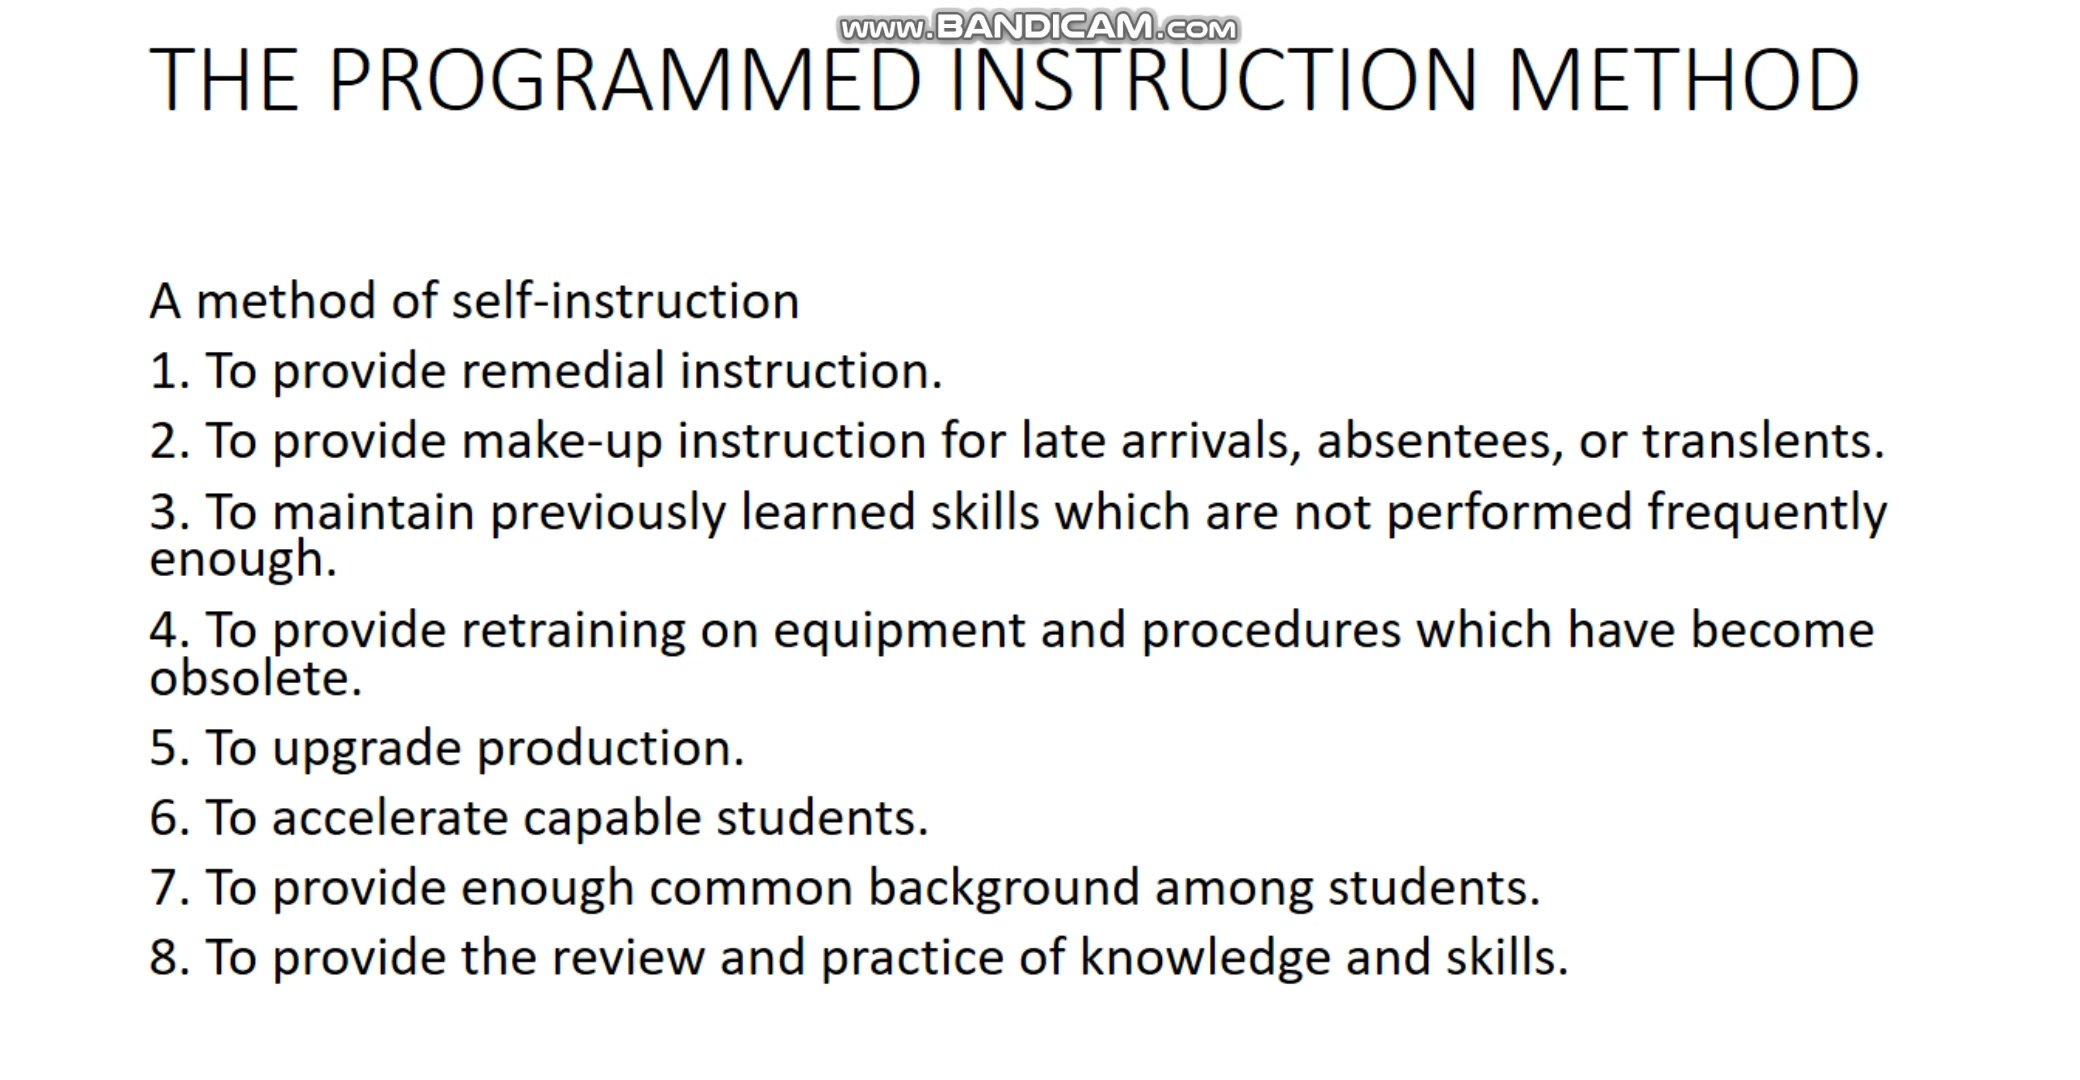 www.BANDICAM.com
THE PROGRAMMED INSTRUCTION METHOD
A method of self-instruction
1. To provide remedial instruction.
2. To provide make-up instruction for late arrivals, absentees, or translents.
3. To maintain previously learned skills which are not performed frequently
enough.
4. To provide retraining on equipment and procedures which have become
obsolete.
5. To upgrade production.
6. To accelerate capable students.
7. To provide enough common background among students.
8. To provide the review and practice of knowledge and skills.